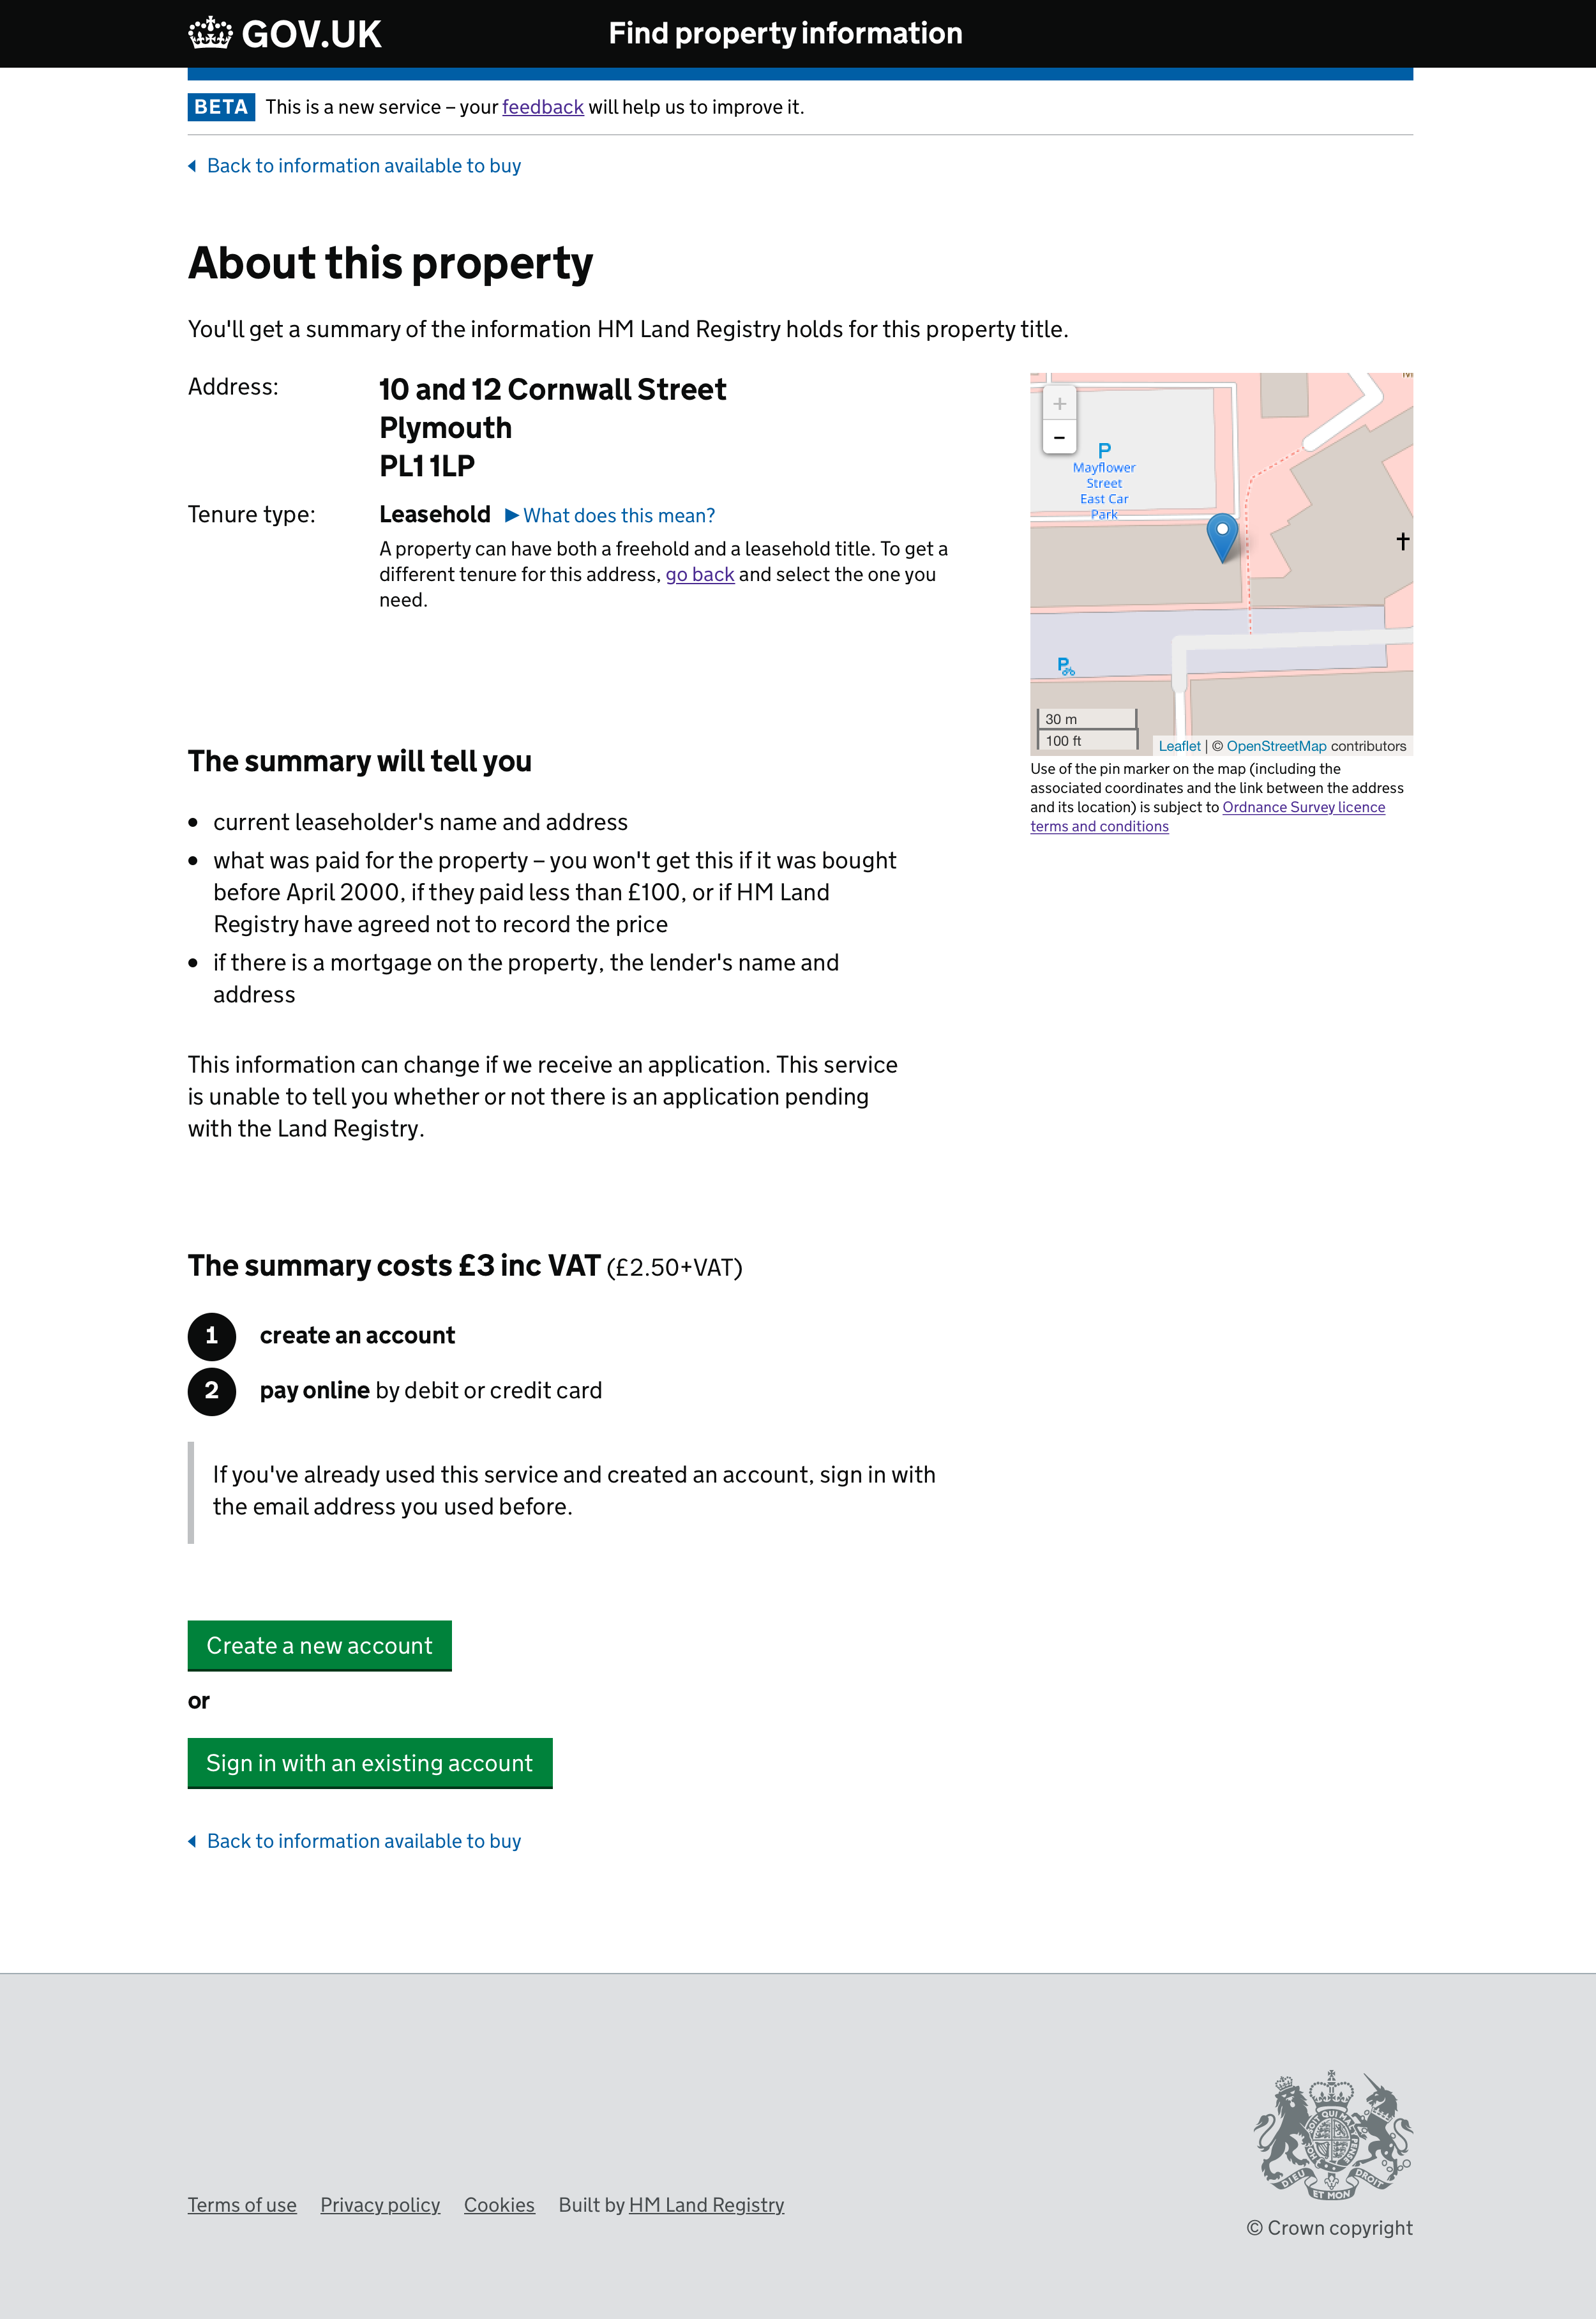 GOV.UK
Find property information
BETA This is a new service – your feedback will help us to improve it.
Back to information available to buy
About this property
You'll get a summary of the information HM Land Registry holds for this property title.
Address:
10 and 12 Cornwall Street
Plymouth
PL1 1LP
Tenure type:
Leasehold ►What does this mean?
A property can have both a freehold and a leasehold title. To get a
different tenure for this address, go back and select the one you
need.
+
-
P
Mayflower
Street
East Car
Park
P
30 m
100 ft
Leaflet | © OpenStreetMap contributors
Use of the pin marker on the map (including the
associated coordinates and the link between the address
and its location) is subject to Ordnance Survey licence
terms and conditions
The summary will tell you
• current leaseholder's name and address
• what was paid for the property – you won't get this if it was bought
before April 2000, if they paid less than £100, or if HM Land
Registry have agreed not to record the price
• if there is a mortgage on the property, the lender's name and
address
This information can change if we receive an application. This service
is unable to tell you whether or not there is an application pending
with the Land Registry.
The summary costs £3 inc VAT (£2.50+VAT)
1 create an account
2 pay online by debit or credit card
If you've already used this service and created an account, sign in with
the email address you used before.
Create a new account
or
Sign in with an existing account
Back to information available to buy
DIEU ET MON DROIT
Terms of use Privacy policy Cookies Built by HM Land Registry
© Crown copyright